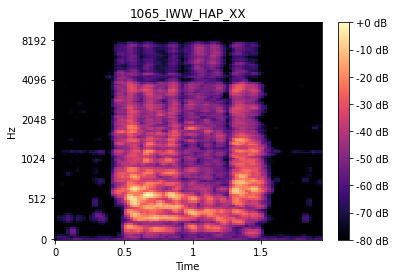 1065_IWW_HAP_XX
8192
4096
2048
1024
512
0
Hz
0
0.5
1
1.5
Time
+0 dB
-10 dB
-20 dB
-30 dB
-40 dB
-50 dB
-60 dB
-70 dB
-80 dB